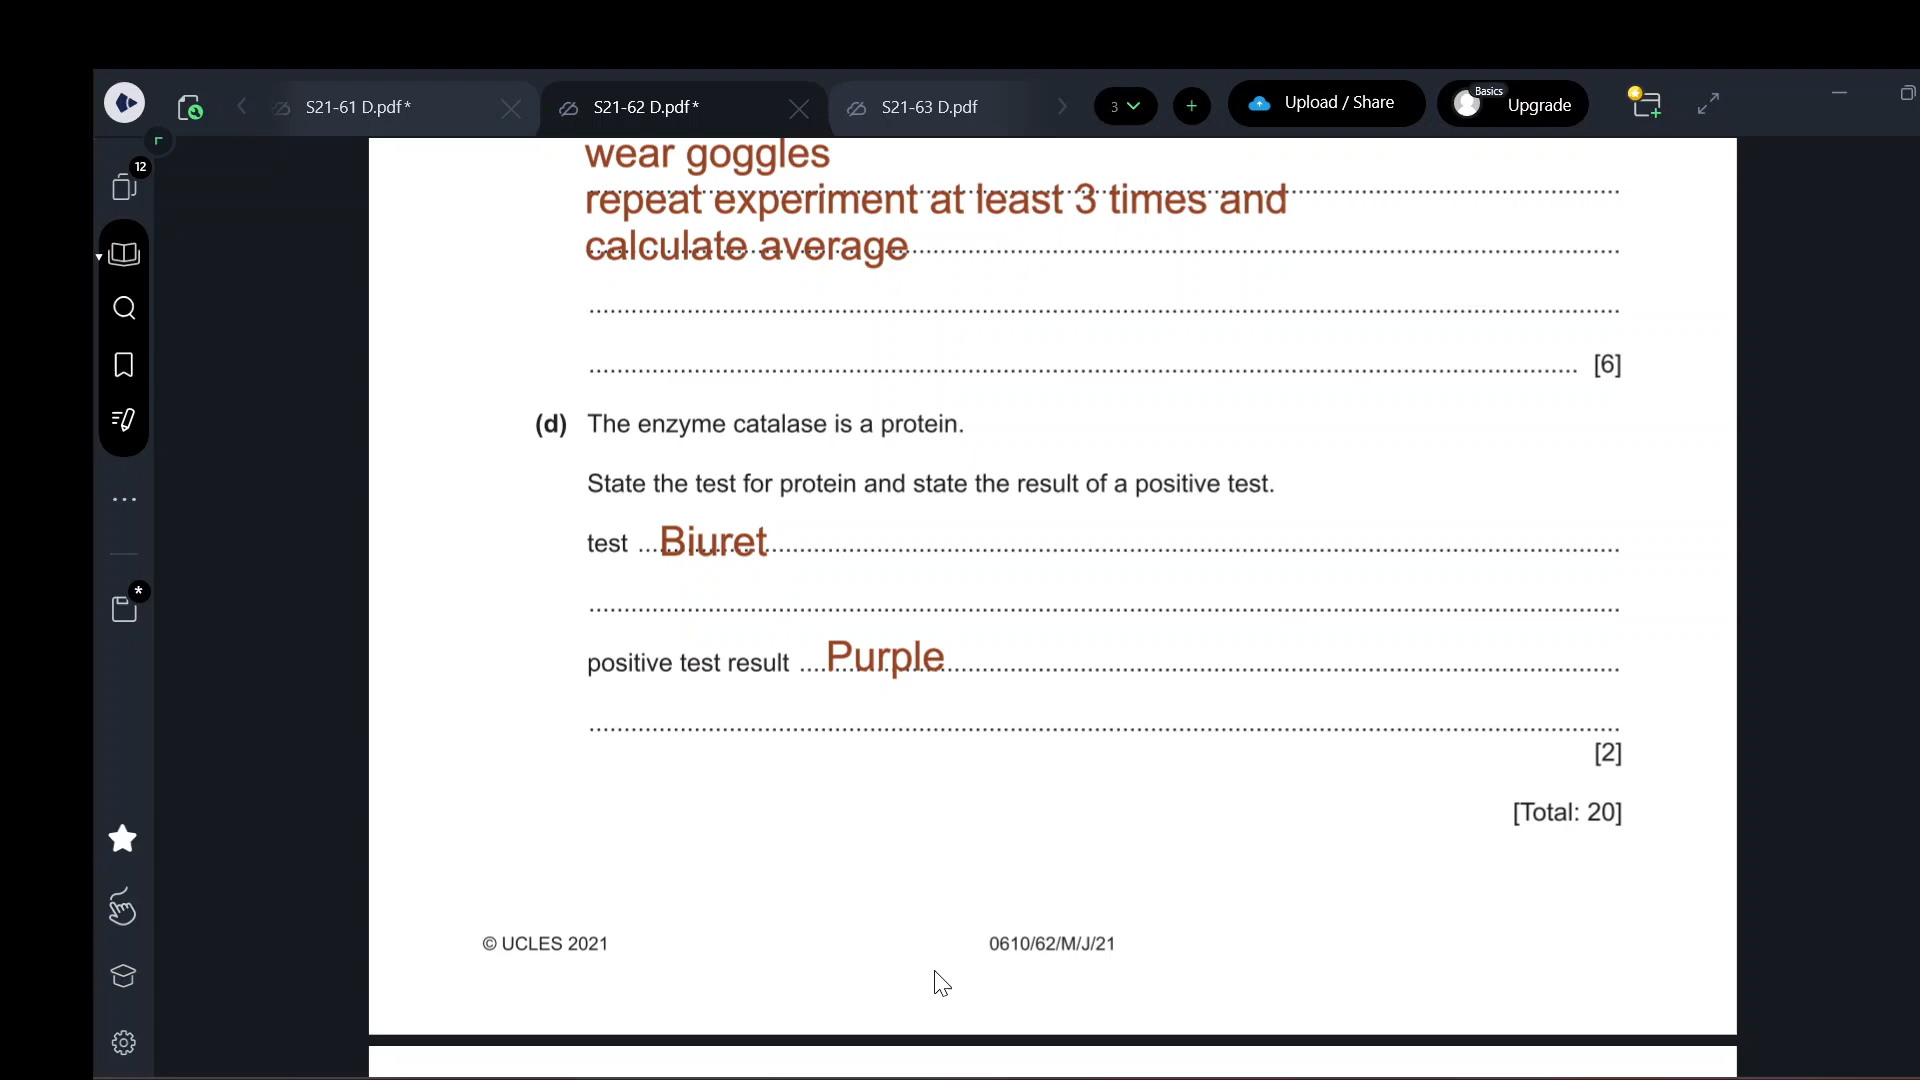 S21-61 D.pdf*
S21-62 D.pdf*
S21-63 D.pdf
3
+
Upload / Share
Basics
Upgrade
12
*
wear goggles
repeat experiment at least 3 times and
calculate average
[6]
(d) The enzyme catalase is a protein.
State the test for protein and state the result of a positive test.
test Biuret
positive test result Purple
[2]
[Total: 20]
© UCLES 2021
0610/62/M/J/21